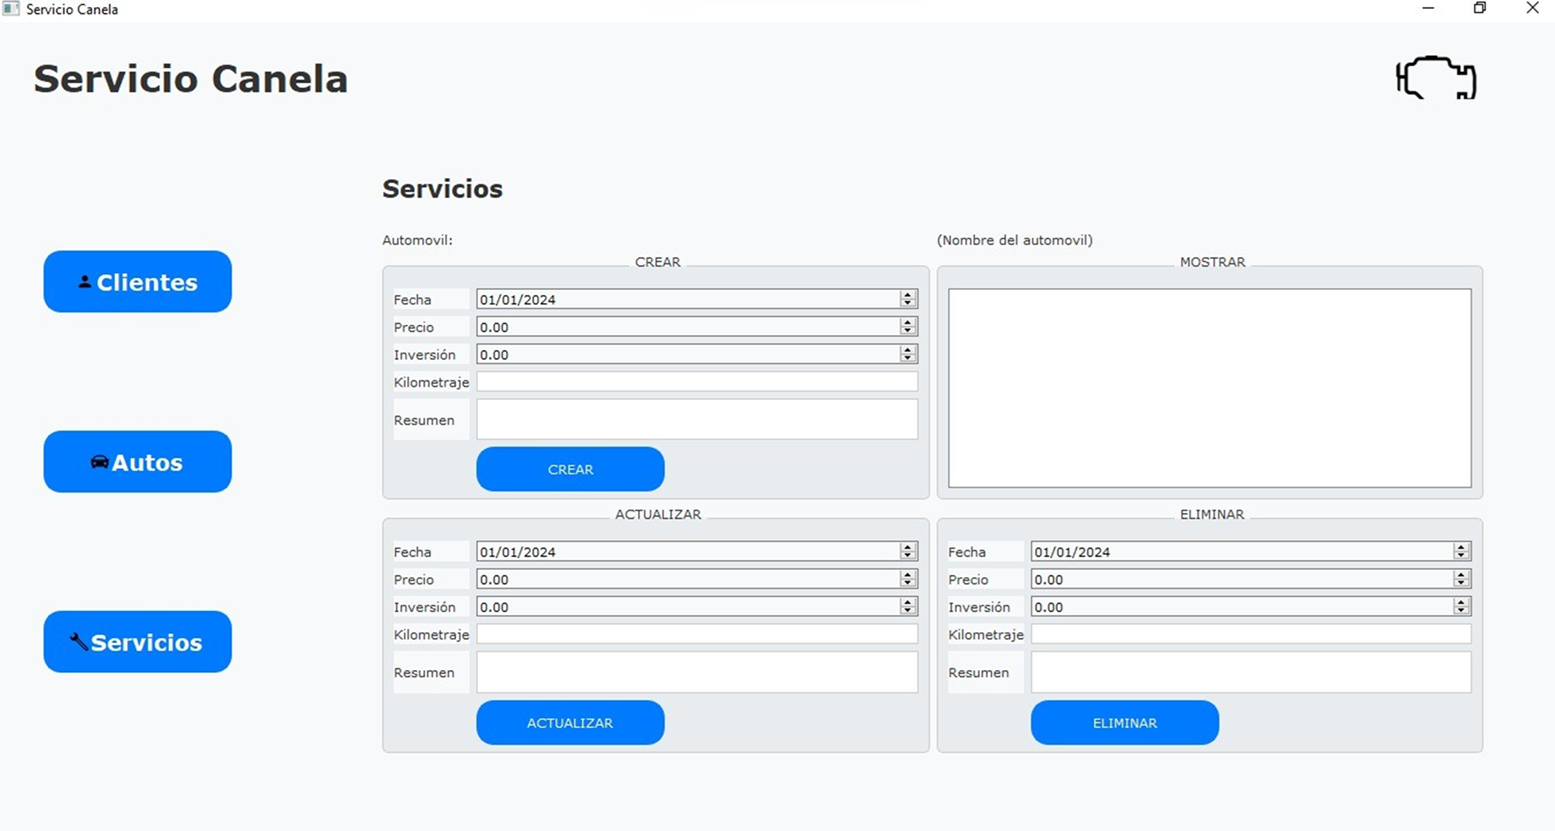 Servicio Canela
Servicio Canela
Clientes
Autos
Servicios
Servicios
Automovil:
(Nombre del automovil)
CREAR
Fecha 01/01/2024
Precio 0.00
Inversión 0.00
Kilometraje
Resumen
CREAR
MOSTRAR
ACTUALIZAR
Fecha 01/01/2024
Precio 0.00
Inversión 0.00
Kilometraje
Resumen
ACTUALIZAR
ELIMINAR
Fecha 01/01/2024
Precio 0.00
Inversión 0.00
Kilometraje
Resumen
ELIMINAR